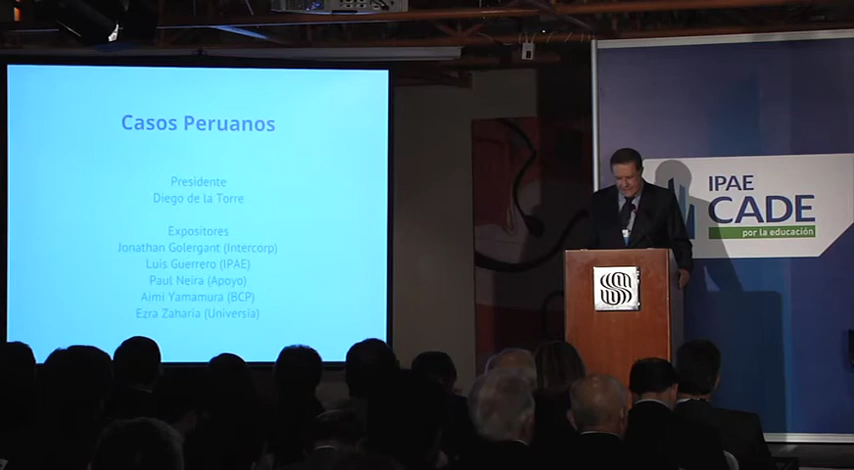 Casos Peruanos
Presidente
Diego de la Torre
Expositores
Jonathan Golergant (Intercorp)
Luis Guerrero (IPAE)
Paul Neira (Apoyo)
Aimi Yamamura (BCP)
Ezra Zaharia (Universia)
IPAE
CADE
por la educación